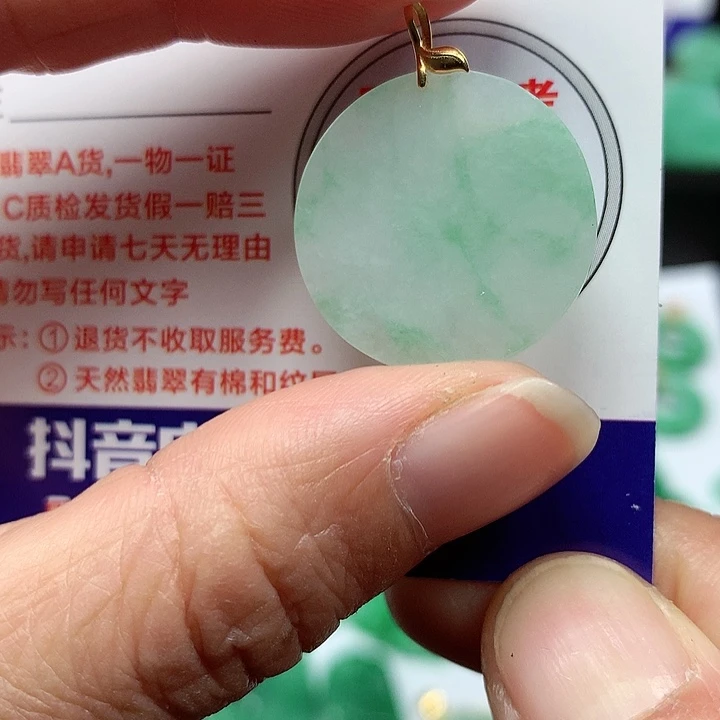 考
翡翠A货,一物一证
C质检发货假一赔三
货,请申请七天无理由
请勿写任何文字
示:①退货不收取服务费。
②天然翡翠有棉和纹
抖音